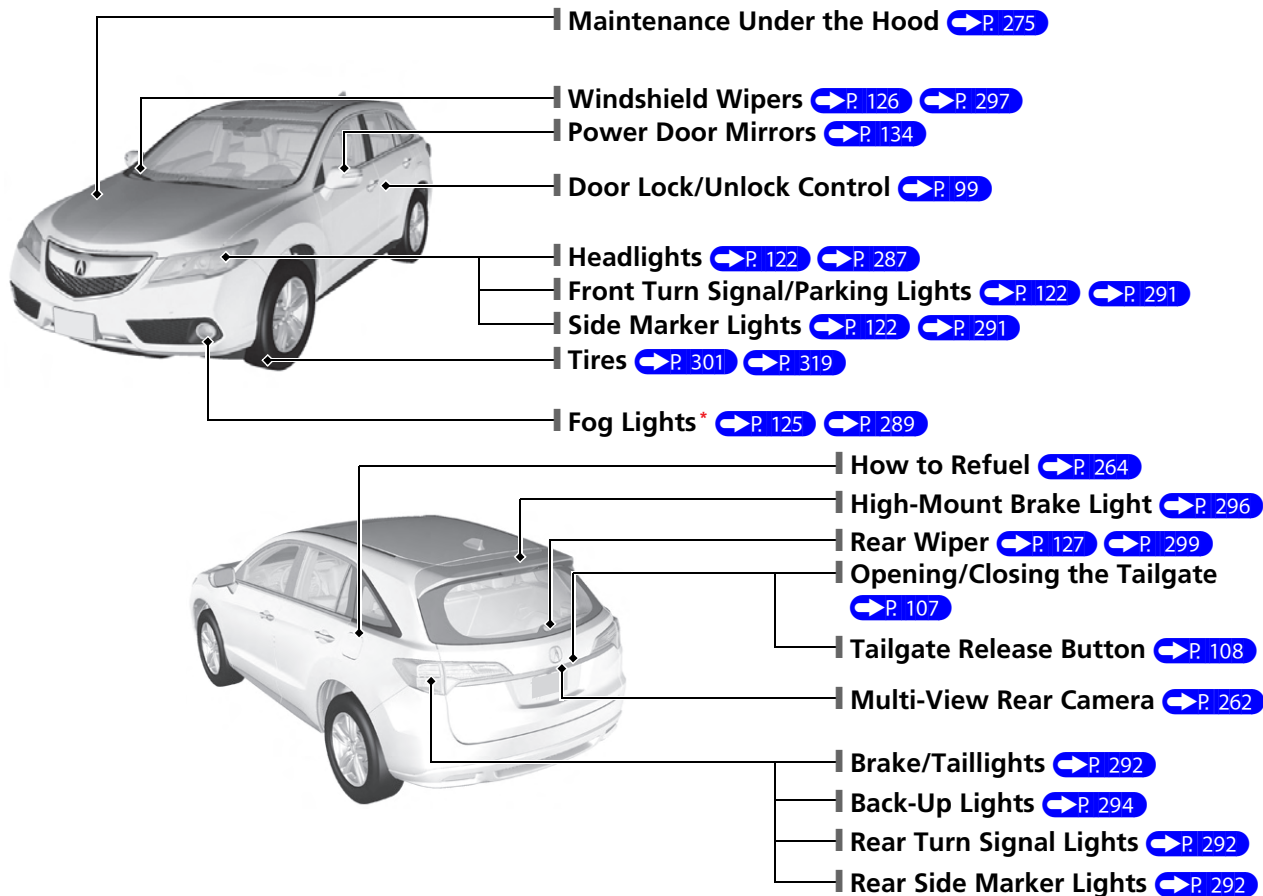 Maintenance Under the Hood P. 275
Windshield Wipers P. 126 P. 297
Power Door Mirrors P. 134
Door Lock/Unlock Control P. 99
Headlights P. 122 P. 287
Front Turn Signal/Parking Lights P. 122 P. 291
Side Marker Lights P. 122 P. 291
Tires P. 301 P. 319
Fog Lights* P. 125 P. 289
How to Refuel P. 264
High-Mount Brake Light P. 296
Rear Wiper P. 127 P. 299
Opening/Closing the Tailgate
P. 107
Tailgate Release Button P. 108
Multi-View Rear Camera P. 262
Brake/Taillights P. 292
Back-Up Lights P. 294
Rear Turn Signal Lights P. 292
Rear Side Marker Lights P. 292